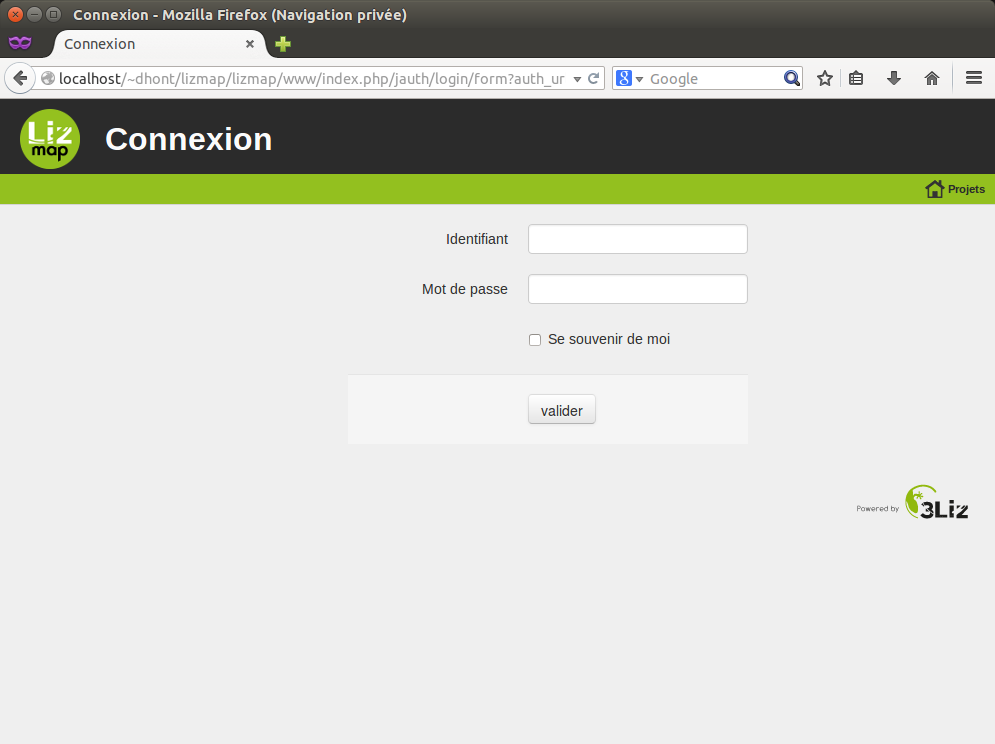 Connexion - Mozilla Firefox (Navigation privée)
Connexion
localhost/~dhont/lizmap/lizmap/www/index.php/jauth/login/form?auth_ur
Google
Liz
map
Connexion
Projets
Identifiant
Mot de passe
Se souvenir de moi
valider
Powered by 3Liz